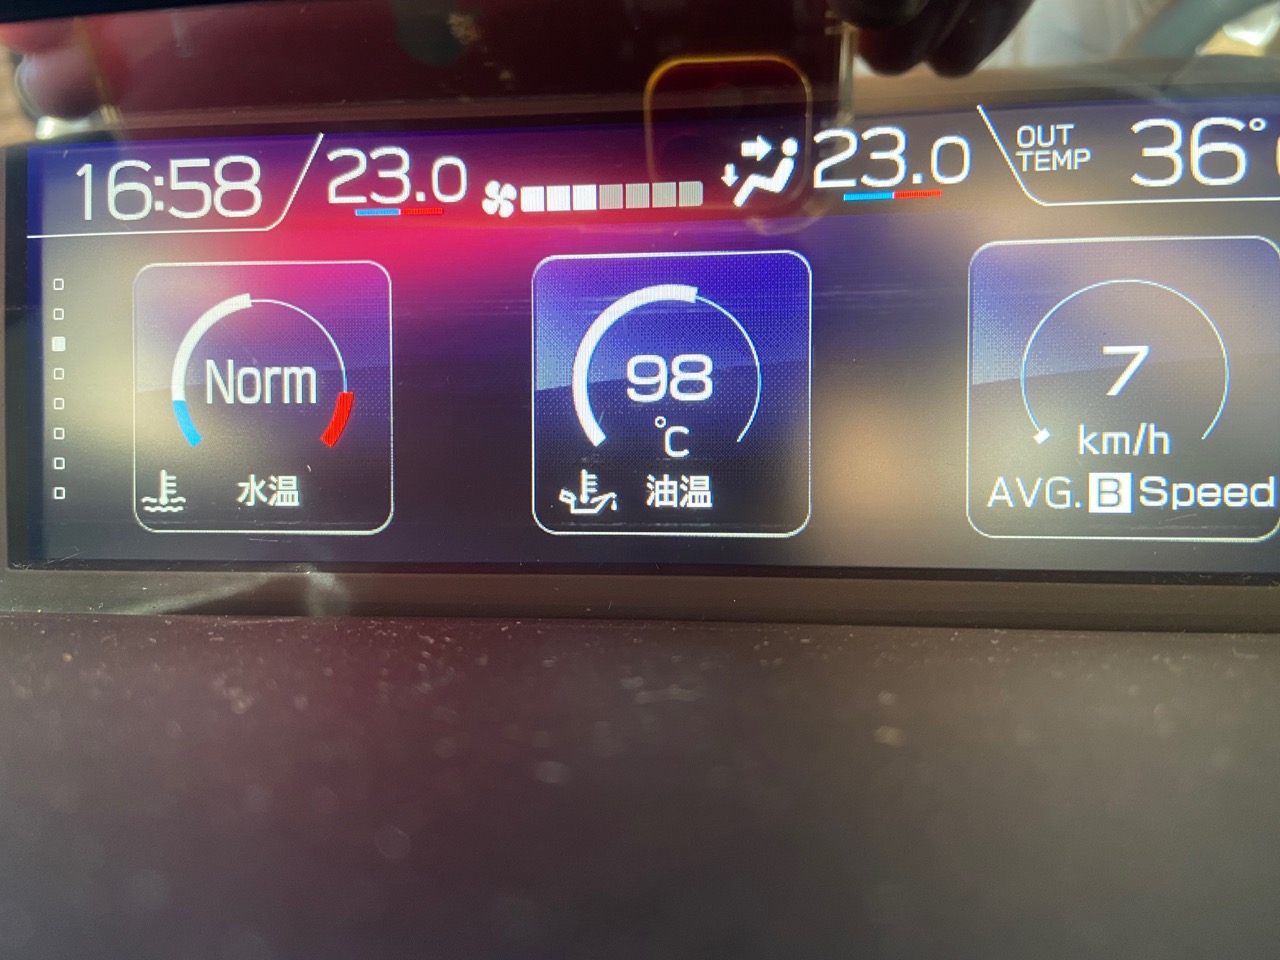 16:58
23.0
23.0
OUT
TEMP
36°
Norm
水温
98
°C
油温
7
km/h
AVG. B Speed